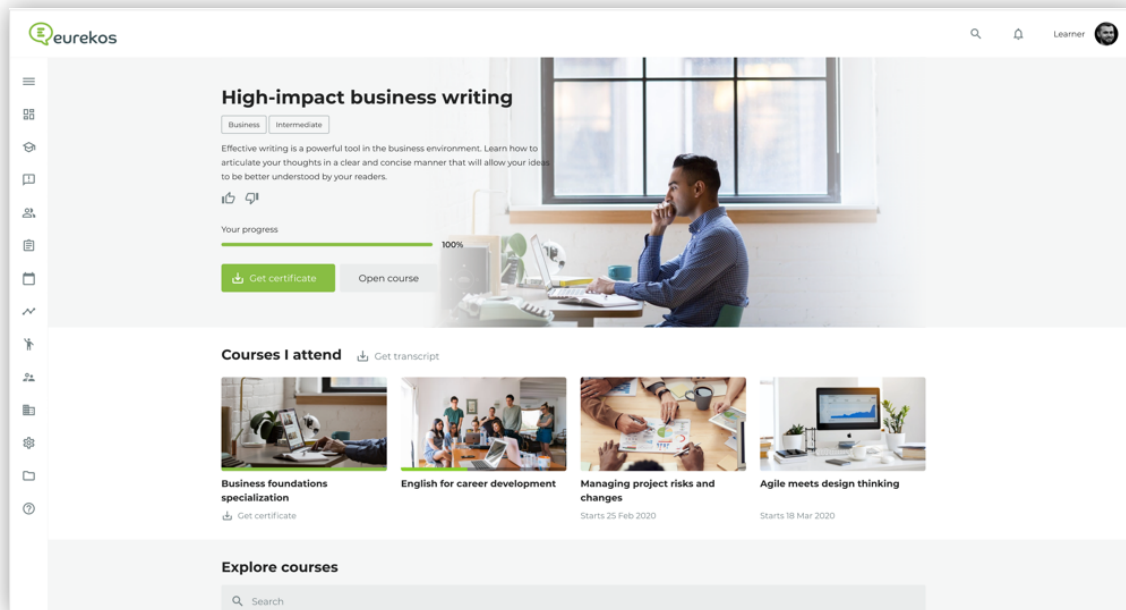 eurekos
Learner
High-impact business writing
Business Intermediate
Effective writing is a powerful tool in the business environment. Learn how to
articulate your thoughts in a clear and concise manner that will allow your ideas
to be better understood by your readers.
Your progress
100%
Get certificate Open course
Courses I attend Get transcript
Business foundations
specialization
Get certificate
English for career development
Managing project risks and
changes
Starts 25 Feb 2020
Agile meets design thinking
Starts 18 Mar 2020
Explore courses
Search